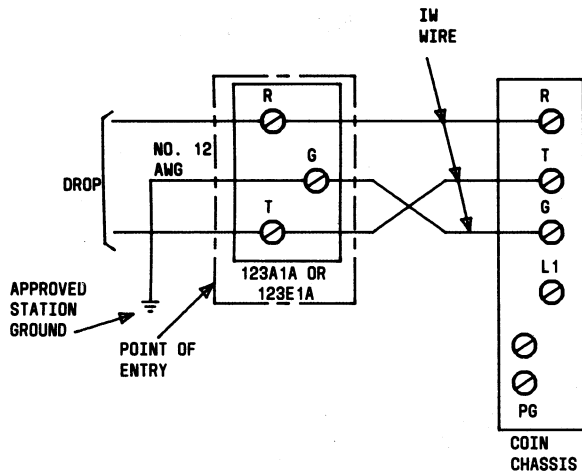 IW
WIRE
R
R
NO. 12
AWG
G
T
DROP
T
G
123A1A OR
123E1A
L1
APPROVED
STATION
GROUND
POINT OF
ENTRY
PG
COIN
CHASSIS